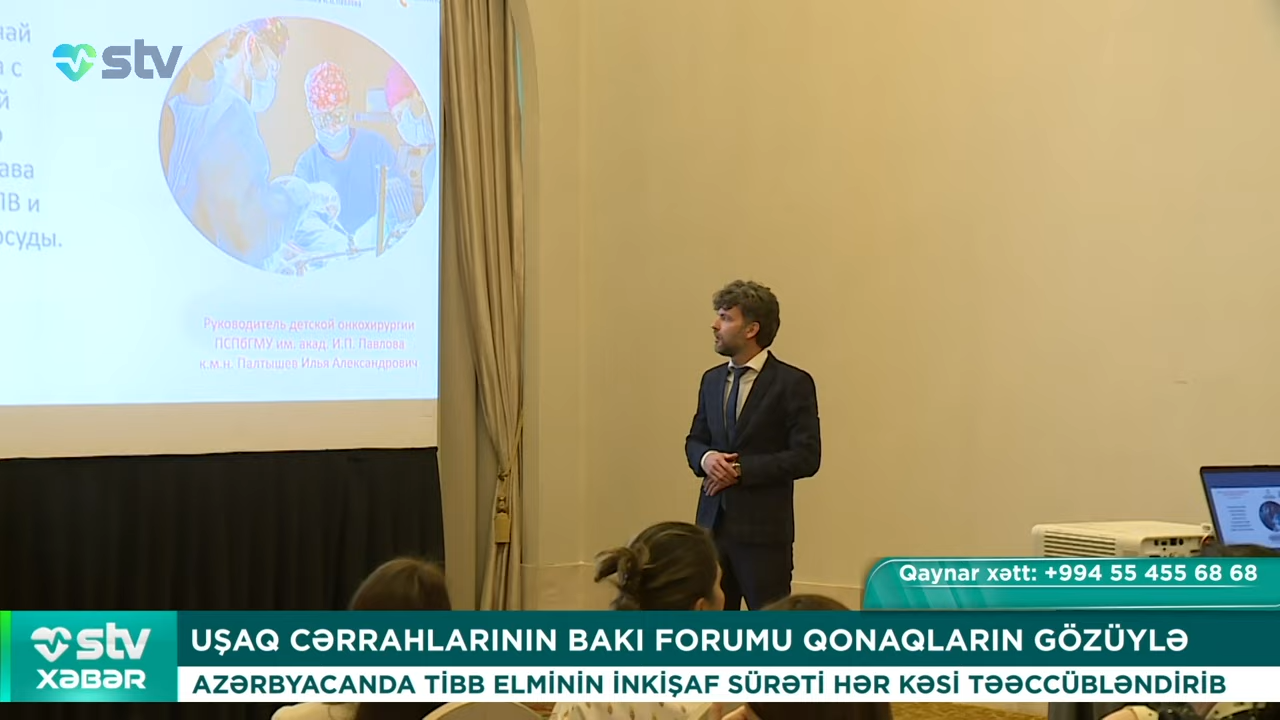 stv
най
с
й
ава
ПВ и
осуды.
Руководитель детской онкохирургии
ПСПбГМУ им. акад. И.П. Павлова
к.м.н. Палтышев Илья Александрович
Qaynar xətt: +994 55 455 68 68
stv
XƏBƏR
UŞAQ CƏRRAHLARININ BAKI FORUMU QONAQLARIN GÖZÜYLƏ
AZƏRBYACANDA TİBB ELMİNİN İNKİŞAF SÜRƏTİ HƏR KƏSİ TƏƏCCÜBLƏNDİRİB